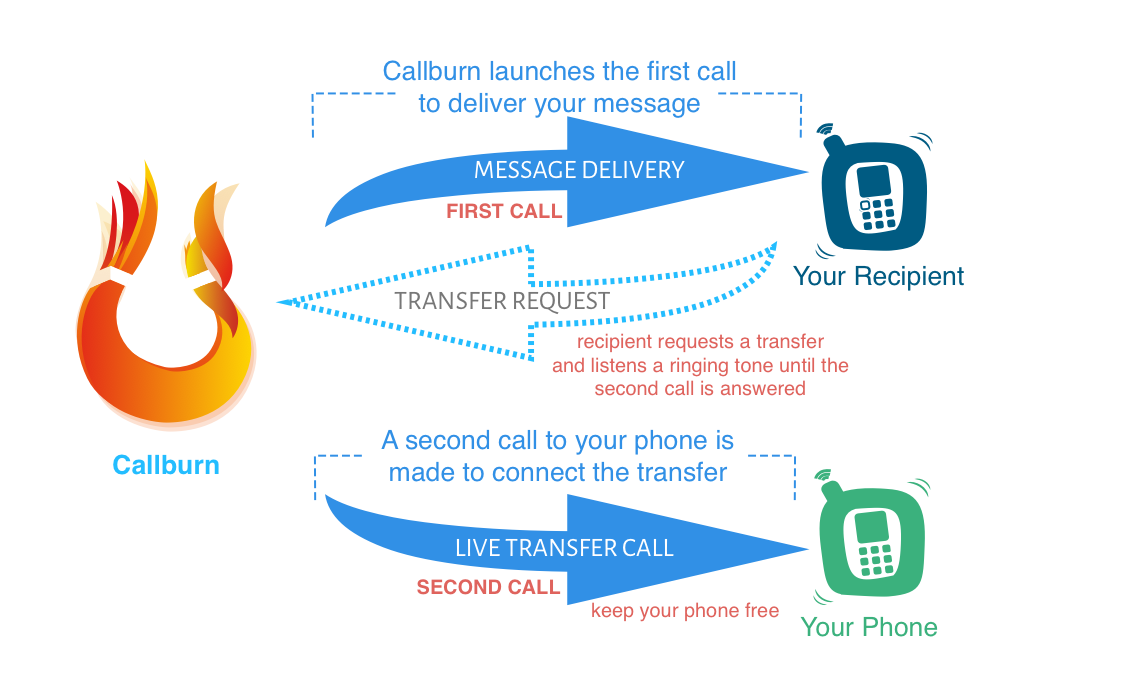 Callburn launches the first call
to deliver your message
MESSAGE DELIVERY
FIRST CALL
Your Recipient
TRANSFER REQUEST
recipient requests a transfer
and listens a ringing tone until the
second call is answered
Callburn
A second call to your phone is
made to connect the transfer
LIVE TRANSFER CALL
SECOND CALL
keep your phone free
Your Phone